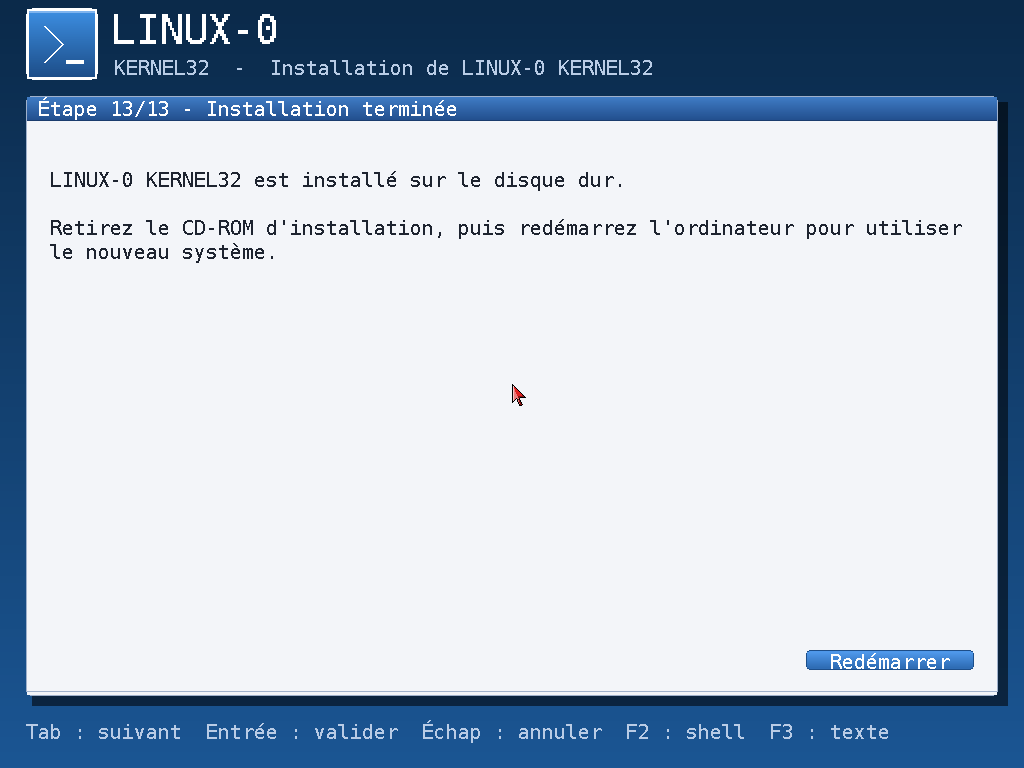 LINUX-0
KERNEL32 - Installation de LINUX-0 KERNEL32
Étape 13/13 - Installation terminée
LINUX-0 KERNEL32 est installé sur le disque dur.
Retirez le CD-ROM d'installation, puis redémarrez l'ordinateur pour utiliser
le nouveau système.
Redémarrer
Tab : suivant  Entrée : valider  Échap : annuler  F2 : shell  F3 : texte